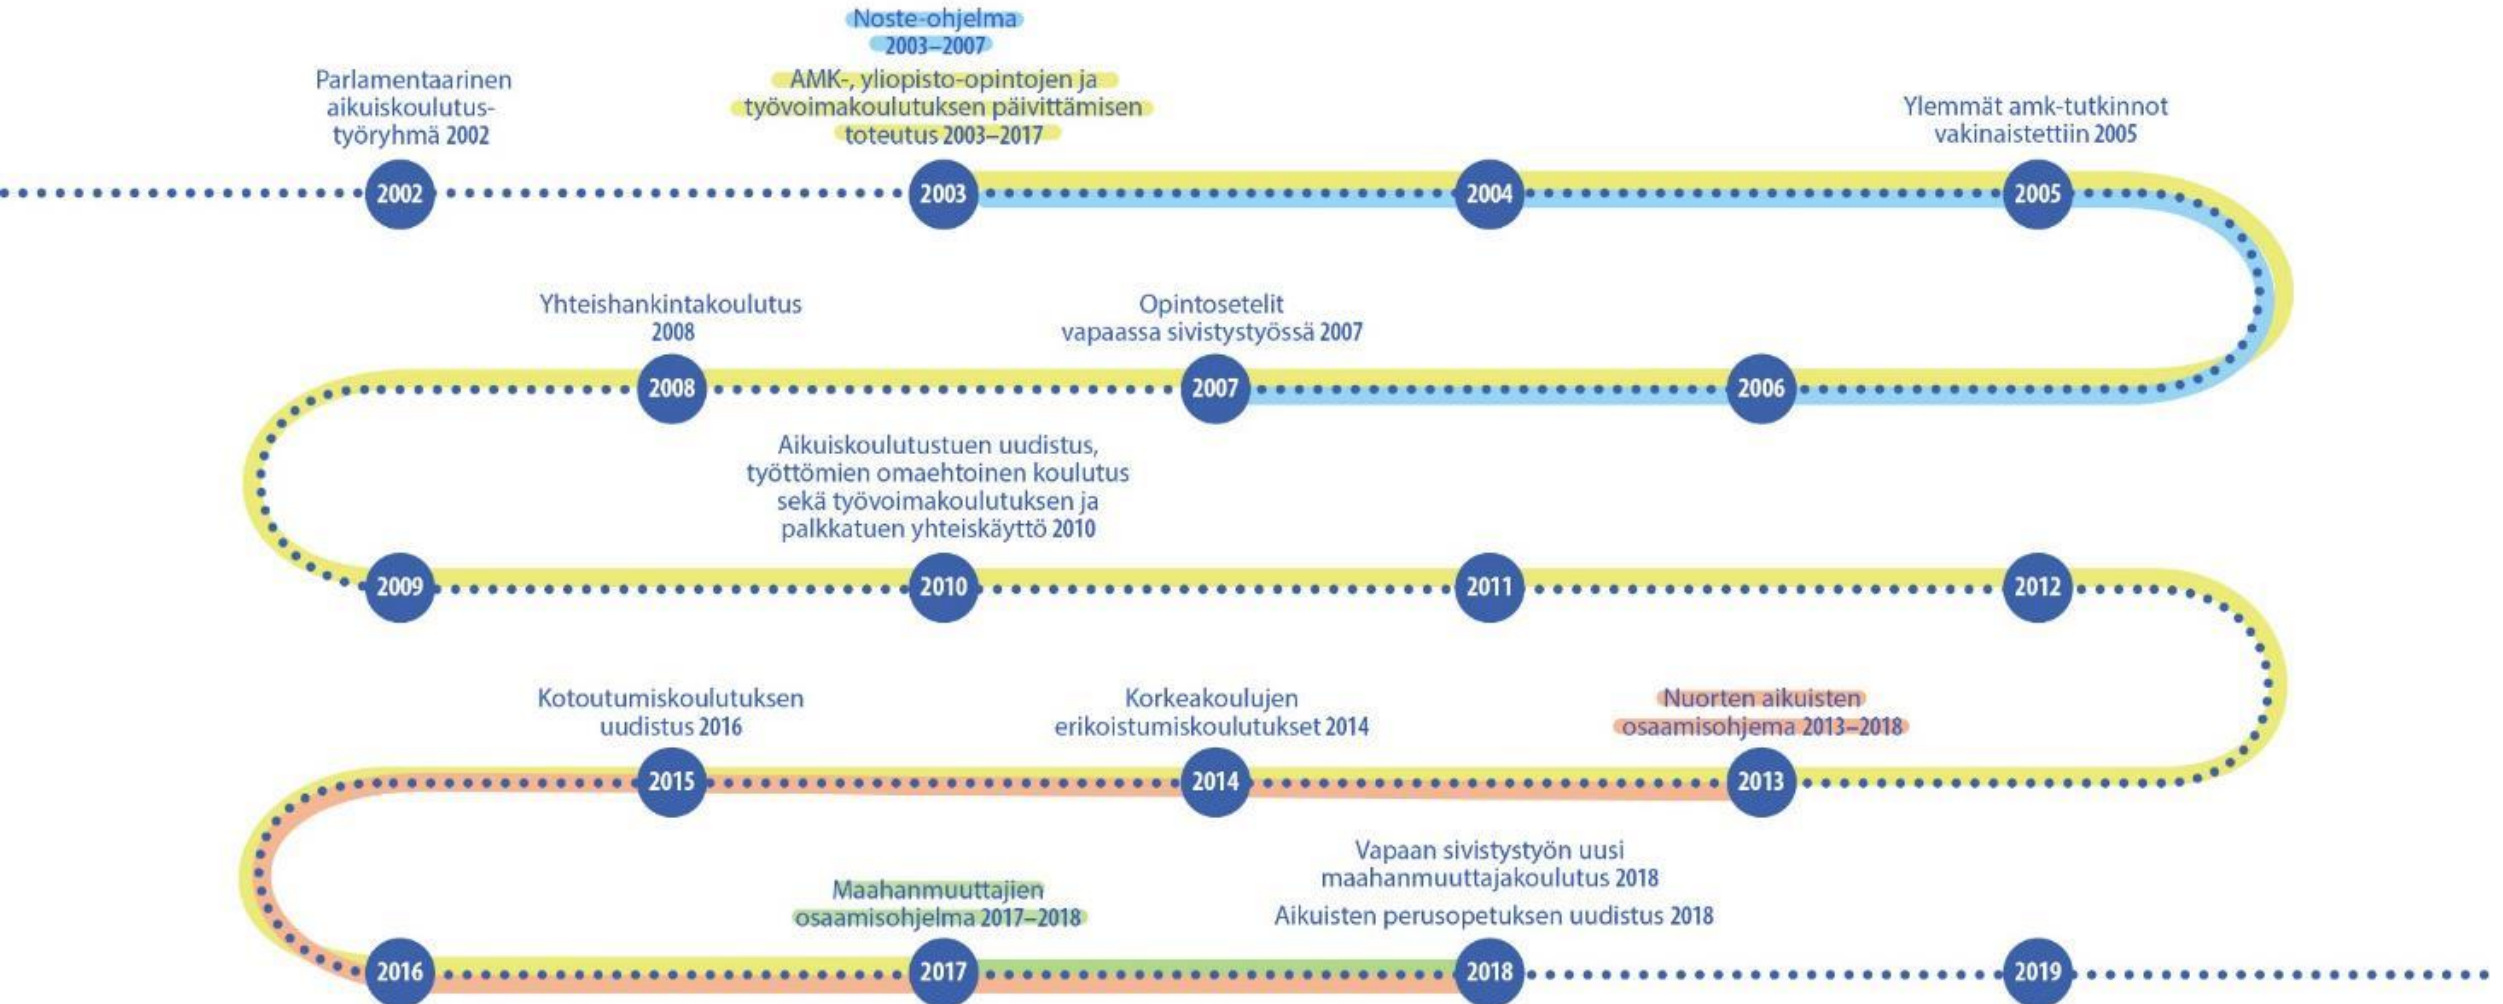 Noste-ohjelma
2003–2007
Parlamentaarinen
aikuiskoulutus-
työryhmä 2002
AMK-, yliopisto-opintojen ja
työvoimakoulutuksen päivittämisen
toteutus 2003–2017
Ylemmät amk-tutkinnot
vakinaistettiin 2005
2002
2003
2004
2005
Yhteishankintakoulutus
2008
Opintosetelit
vapaassa sivistystyössä 2007
2008
2007
2006
Aikuiskoulutustuen uudistus,
työttömien omaehtoinen koulutus
sekä työvoimakoulutuksen ja
palkkatuen yhteiskäyttö 2010
2009
2010
2011
2012
Kotoutumiskoulutuksen
uudistus 2016
Korkeakoulujen
erikoistumiskoulutukset 2014
Nuorten aikuisten
osaamisohjema 2013–2018
2015
2014
2013
Maahanmuuttajien
osaamisohjelma 2017–2018
Vapaan sivistystyön uusi
maahanmuuttajakoulutus 2018
Aikuisten perusopetuksen uudistus 2018
2016
2017
2018
2019